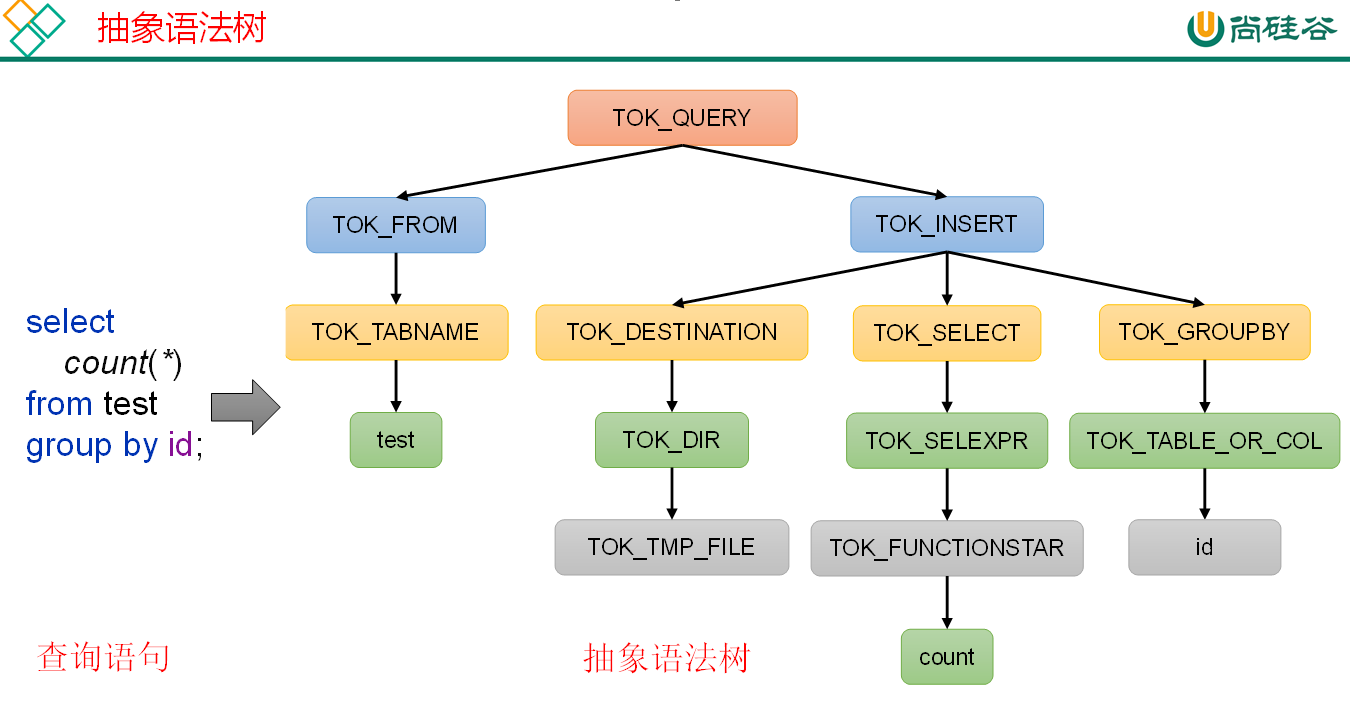 抽象语法树
尚硅谷
TOK_QUERY
TOK_FROM
TOK_INSERT
TOK_TABNAME
TOK_DESTINATION
TOK_SELECT
TOK_GROUPBY
select
count(*)
from test
group by id;
test
TOK_DIR
TOK_SELEXPR
TOK_TABLE_OR_COL
TOK_TMP_FILE
TOK_FUNCTIONSTAR
id
count
查询语句
抽象语法树